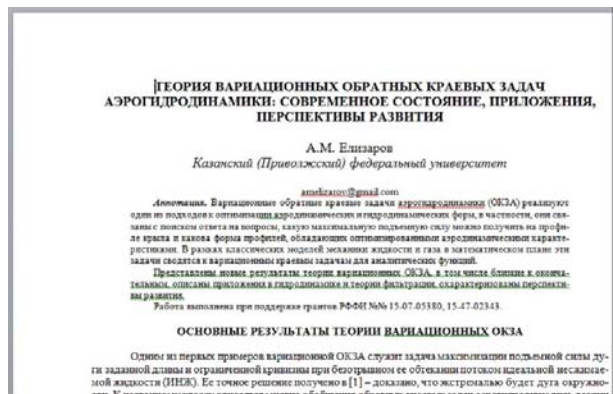 ТЕОРИЯ ВАРИАЦИОННЫХ ОБРАТНЫХ КРАЕВЫХ ЗАДАЧ
АЭРОГИДРОДИНАМИКИ: СОВРЕМЕННОЕ СОСТОЯНИЕ, ПРИЛОЖЕНИЯ,
ПЕРСПЕКТИВЫ РАЗВИТИЯ
А.М. Елизаров
Казанский (Приволжский) федеральный университет
amelizarov@gmail.com
Аннотация. Вариационные обратные краевые задачи аэрогидродинамики (ОКЗА) реализуют
один из подходов к оптимизации аэродинамических и гидродинамических форм, в частности, они свя-
заны с поиском ответа на вопросы, какую максимальную подъемную силу можно получить на профи-
ле крыла и какова форма профилей, обладающих оптимизированными аэродинамическими характе-
ристиками. В рамках классических моделей механики жидкости и газа в математическом плане эти
задачи сводятся к вариационным краевым задачам для аналитических функций.
Представлены новые результаты теории вариационных ОКЗА, в том числе близкие к оконча-
тельным, описаны приложения в гидродинамике и теории фильтрации, охарактеризованы перспекти-
вы развития.
Работа выполнена при поддержке грантов РФФИ №№ 15-07-05380, 15-47-02343.
ОСНОВНЫЕ РЕЗУЛЬТАТЫ ТЕОРИИ ВАРИАЦИОННЫХ ОКЗА
Одним из первых примеров вариационной ОКЗА служит задача максимизации подъемной силы ду-
ги заданной длины и ограниченной кривизны при безотрывном ее обтекании потоком идеальной несжимае-
мой жидкости (ИНЖ). Ее точное решение получено в [1] – доказано, что экстремалью будет дуга окружно-